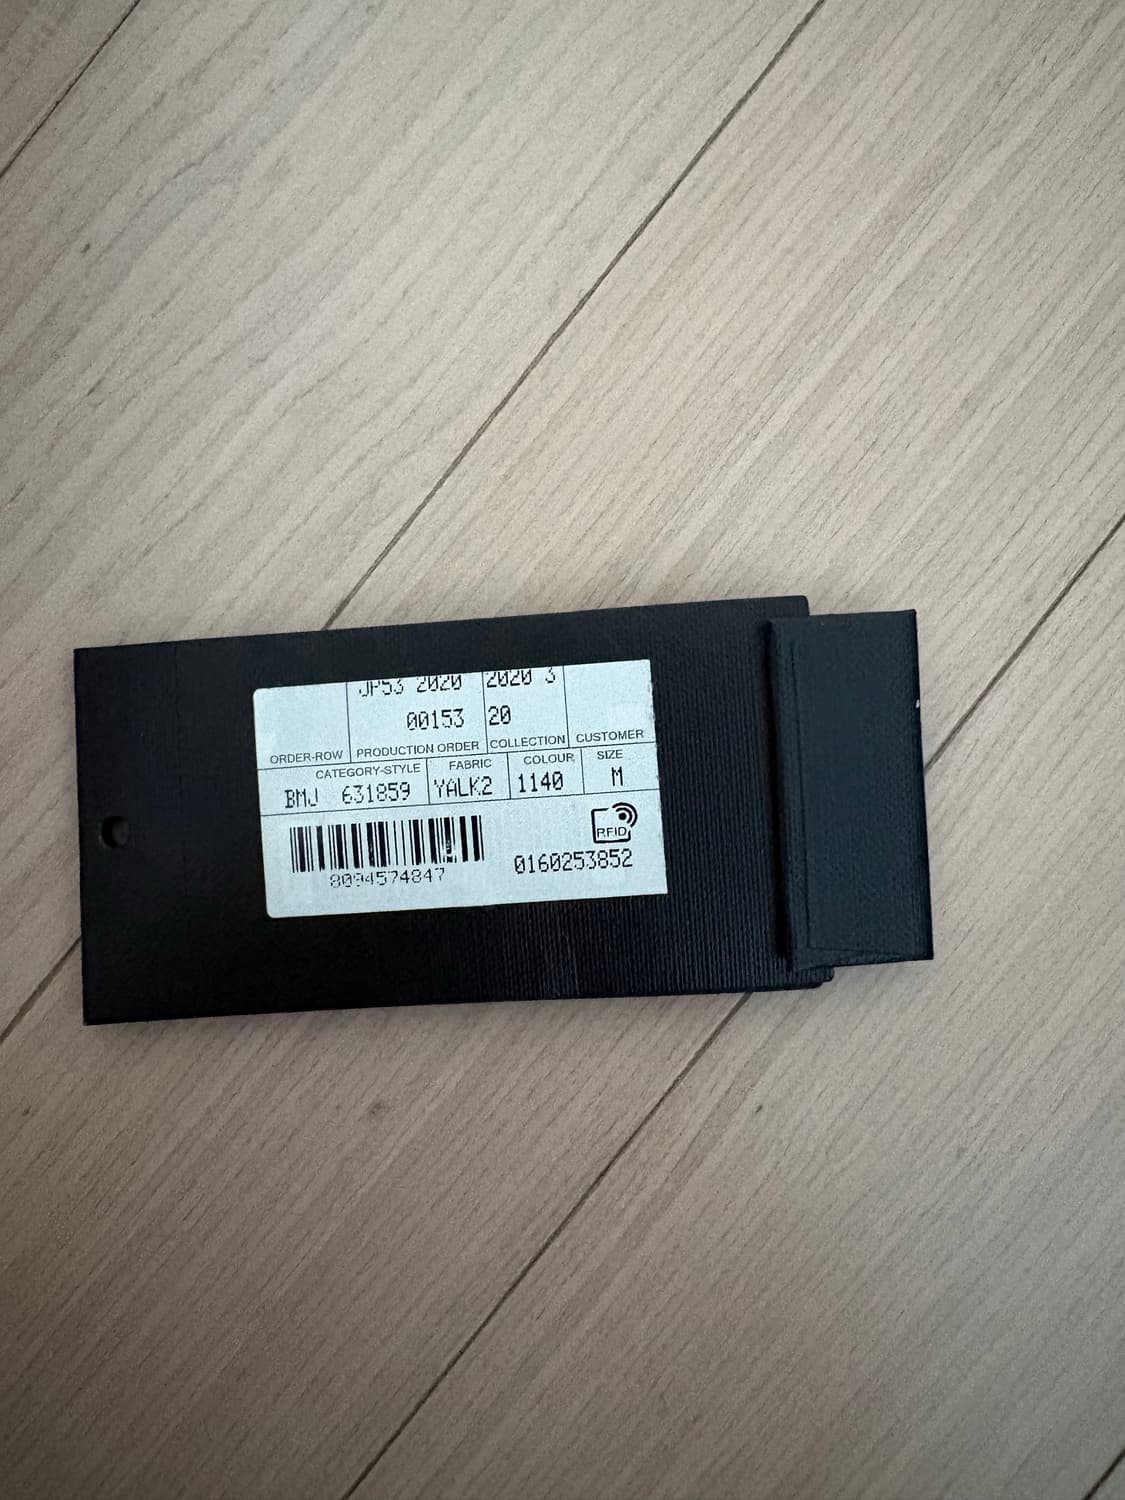 JP53 2020 2020 3
00153 20
ORDER-ROW PRODUCTION ORDER COLLECTION CUSTOMER
CATEGORY-STYLE FABRIC COLOUR SIZE
BMJ 631859 YALK2 1140 M
RFID
8094574847 0160253852